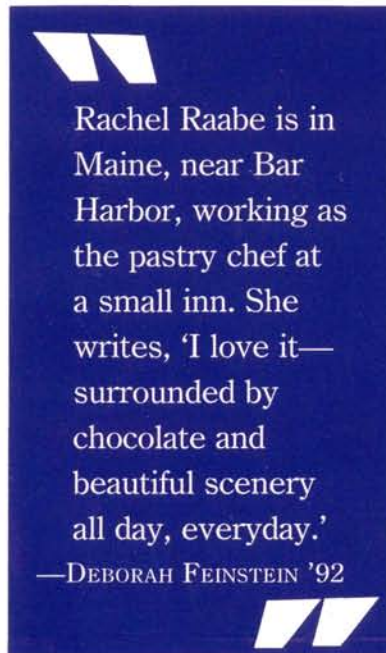 Rachel Raabe is in
Maine, near Bar
Harbor, working as
the pastry chef at
a small inn. She
writes, ‘I love it—
surrounded by
chocolate and
beautiful scenery
all day, everyday.’
—DEBORAH FEINSTEIN '92